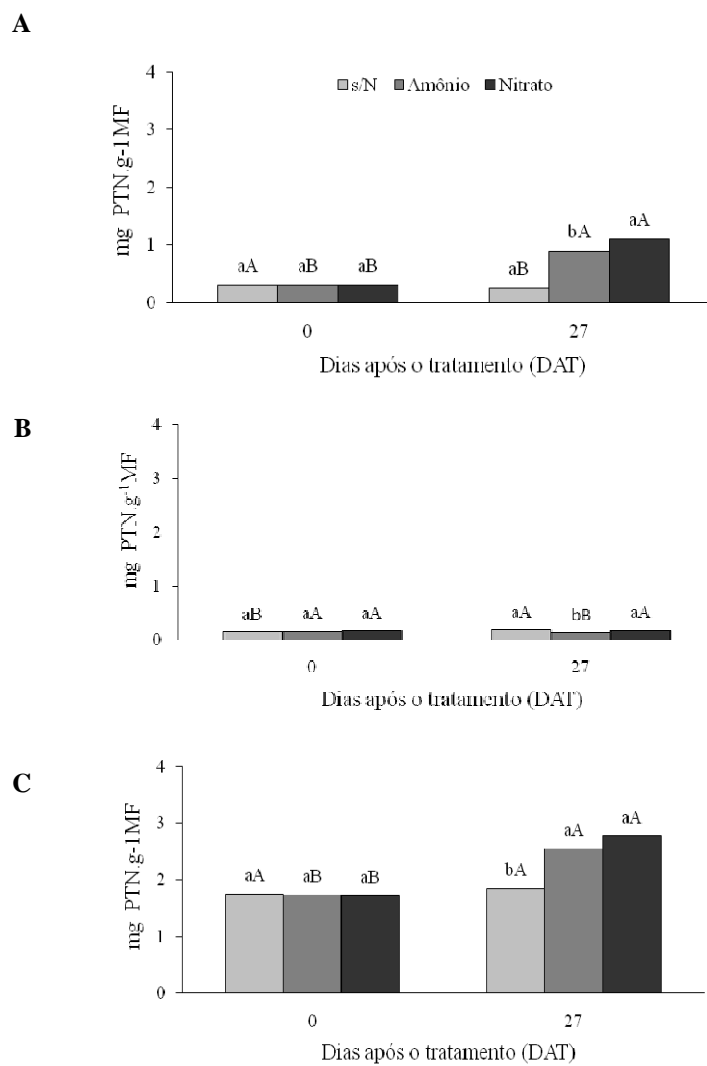 A
4
s/N Amônio Nitrato
3
2
1
0
mg PTN.g-1MF
aA aB aB
aB bA aA
0 27
Dias após o tratamento (DAT)
B
4
3
2
1
0
mg PTN.g-1MF
aB aA aA
aA bB aA
0 27
Dias após o tratamento (DAT)
C
4
3
2
1
0
mg PTN.g-1MF
aA aB aB
bA aA aA
0 27
Dias após o tratamento (DAT)